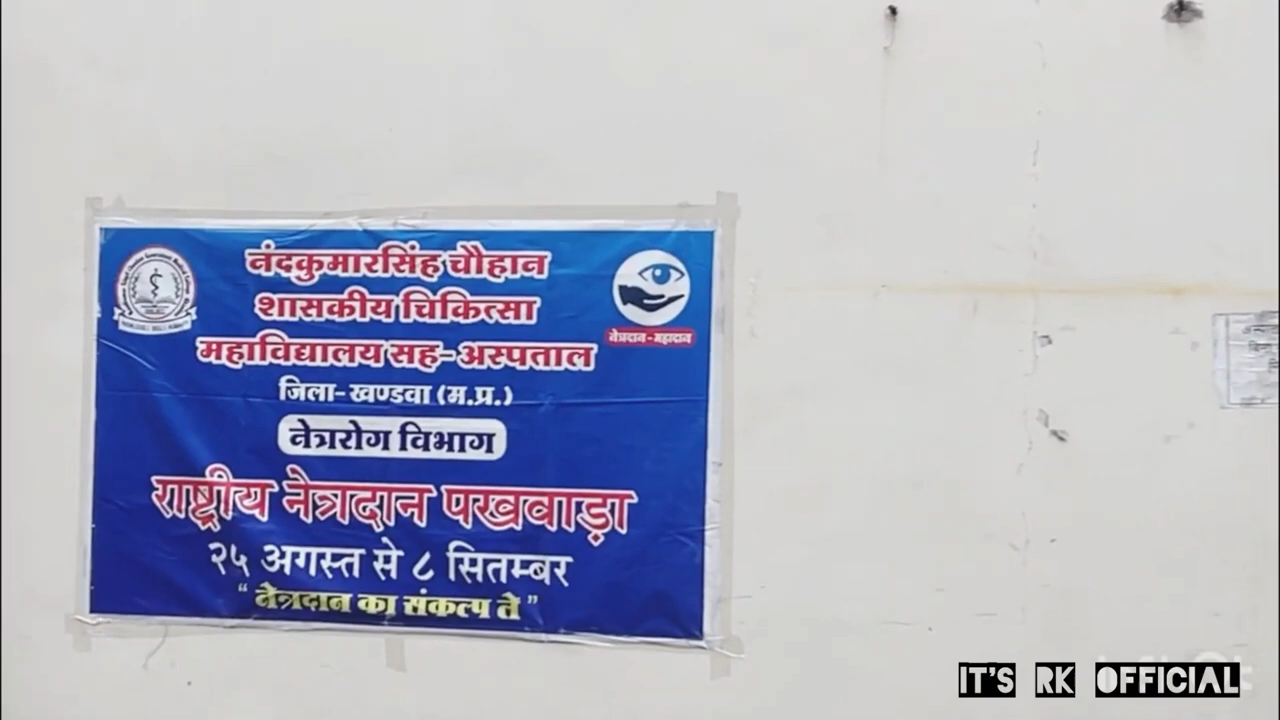 नंदकुमारसिंह चौहान
शासकीय चिकित्सा
महाविद्यालय सह-अस्पताल
जिला-खण्डवा (म.प्र.)
नेत्ररोग विभाग
नेत्रदान-महादान
राष्ट्रीय नेत्रदान पखवाड़ा
२५ अगस्त से ८ सितम्बर
“ नेत्रदान का संकल्प ले ”
IT'S RK OFFICIAL